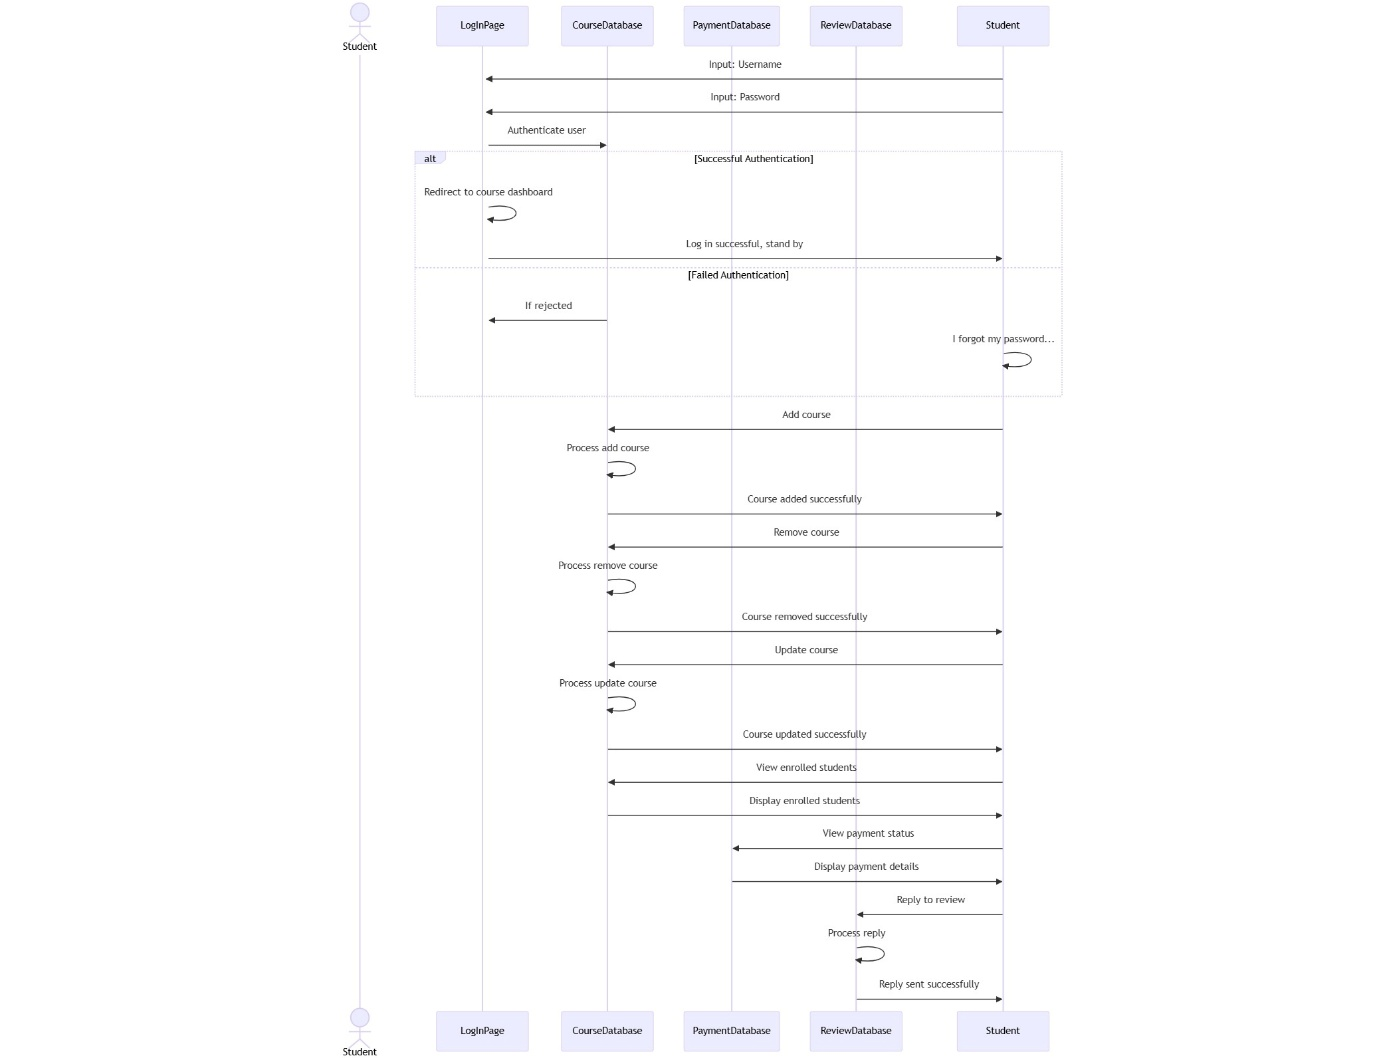 Student
LogInPage
CourseDatabase
PaymentDatabase
ReviewDatabase
Student
Input: Username
Input: Password
Authenticate user
alt
[Successful Authentication]
Redirect to course dashboard
Log in successful, stand by
[Failed Authentication]
If rejected
I forgot my password...
Add course
Process add course
Course added successfully
Remove course
Process remove course
Course removed successfully
Update course
Process update course
Course updated successfully
View enrolled students
Display enrolled students
View payment status
Display payment details
Reply to review
Process reply
Reply sent successfully
Student
LogInPage
CourseDatabase
PaymentDatabase
ReviewDatabase
Student